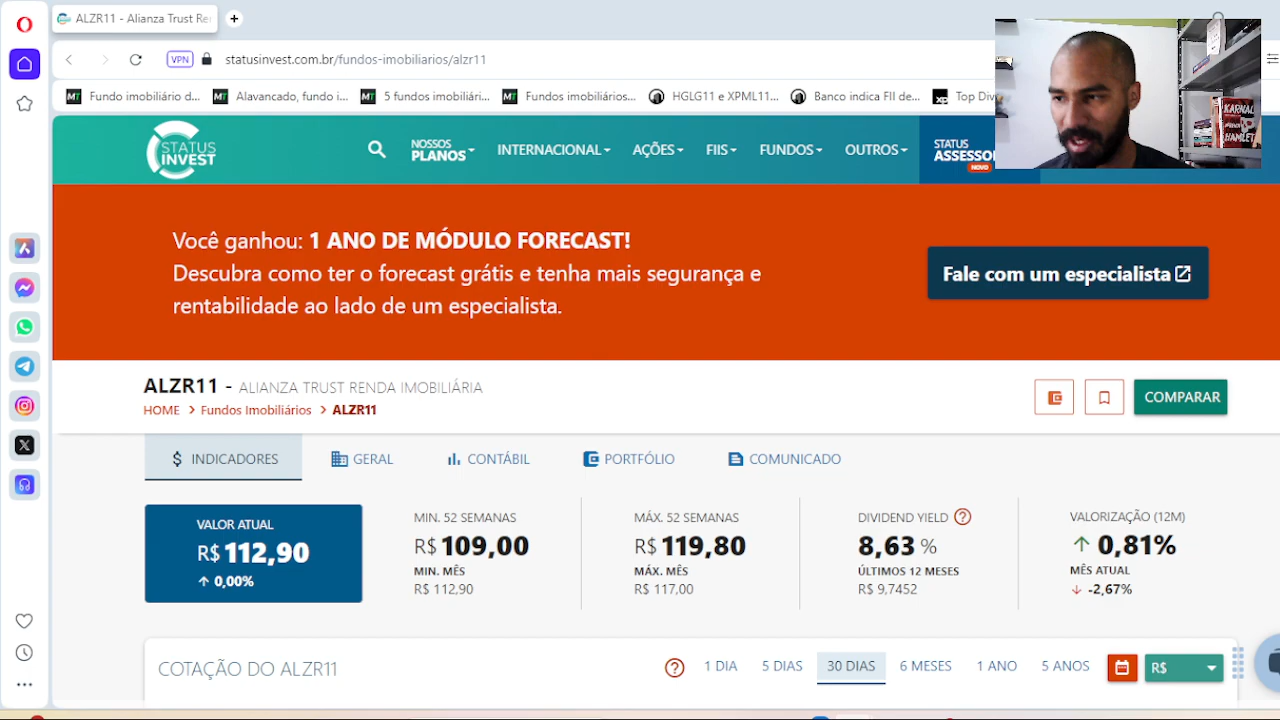 ALZR11 - Alianza Trust Re
VPN
statusinvest.com.br/fundos-imobiliarios/alzr11
Fundo imobiliário d...
Alavancado, fundo i...
5 fundos imobiliári...
Fundos imobiliários...
HGLG11 e XPML11...
Banco indica FII de...
Top Div
STATUS
INVEST
NOSSOS
PLANOS
INTERNACIONAL
AÇÕES
FIIS
FUNDOS
OUTROS
STATUS
ASSESSO
NOVO
KARNAL
HAMLET
Você ganhou: 1 ANO DE MÓDULO FORECAST!
Descubra como ter o forecast grátis e tenha mais segurança e
rentabilidade ao lado de um especialista.
Fale com um especialista
ALZR11 - ALIANZA TRUST RENDA IMOBILIÁRIA
HOME > Fundos Imobiliários > ALZR11
COMPARAR
INDICADORES
GERAL
CONTÁBIL
PORTFÓLIO
COMUNICADO
VALOR ATUAL
R$ 112,90
0,00%
MIN. 52 SEMANAS
R$ 109,00
MIN. MÊS
R$ 112,90
MÁX. 52 SEMANAS
R$ 119,80
MÁX. MÊS
R$ 117,00
DIVIDEND YIELD ?
8,63 %
ÚLTIMOS 12 MESES
R$ 9,7452
VALORIZAÇÃO (12M)
0,81%
MÊS ATUAL
-2,67%
COTAÇÃO DO ALZR11
?
1 DIA
5 DIAS
30 DIAS
6 MESES
1 ANO
5 ANOS
R$